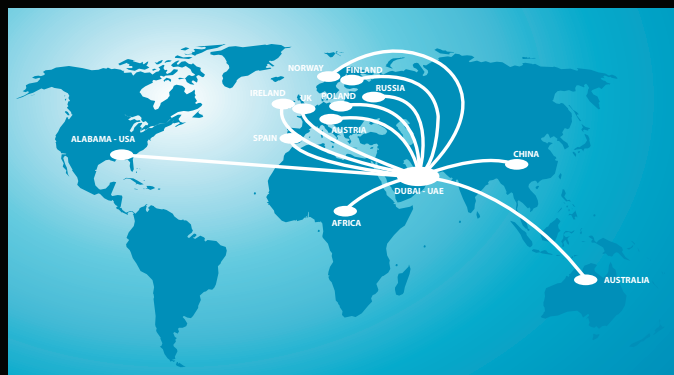 NORWAY
FINLAND
RUSSIA
IRELAND
UK
POLAND
AUSTRIA
SPAIN
ALABAMA - USA
CHINA
DUBAI - UAE
AFRICA
AUSTRALIA